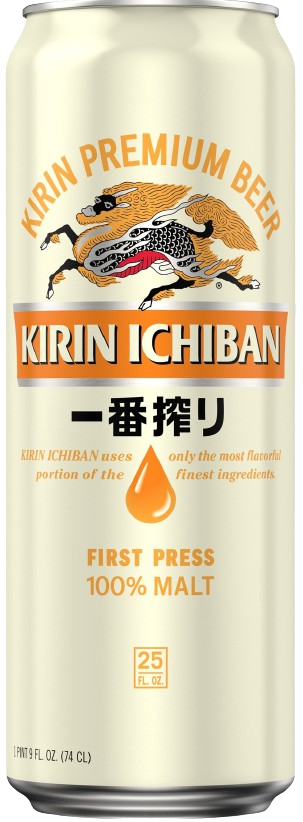 KIRIN PREMIUM BEER
®
KIRIN ICHIBAN
一番搾り
KIRIN ICHIBAN uses only the most flavorful
portion of the finest ingredients.
FIRST PRESS
100% MALT
25
FL. OZ.
1 PINT 9 FL. OZ. (74 CL)